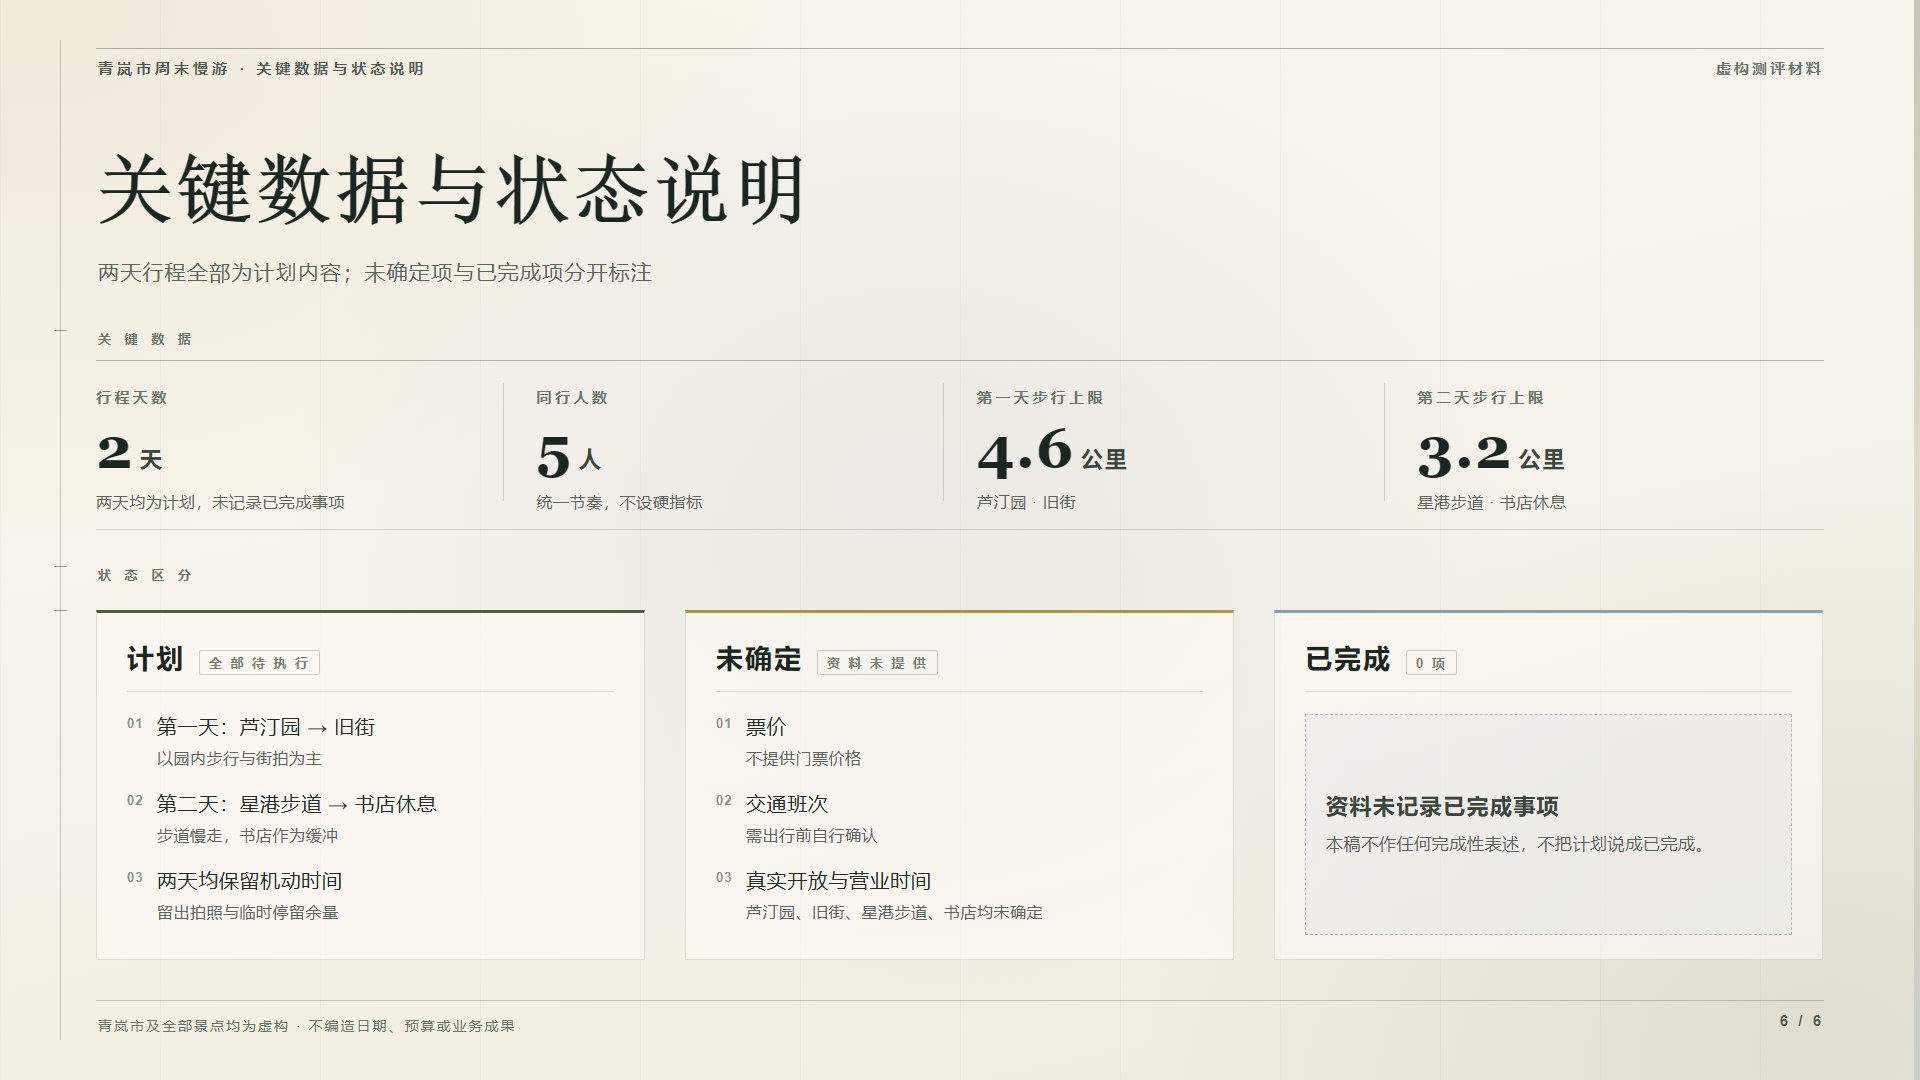 青岚市周末慢游 · 关键数据与状态说明
虚构测评材料
关键数据与状态说明
两天行程全部为计划内容；未确定项与已完成项分开标注
关键数据
行程天数
2 天
两天均为计划，未记录已完成事项
同行人数
5 人
统一节奏，不设硬指标
第一天步行上限
4.6 公里
芦汀园 · 旧街
第二天步行上限
3.2 公里
星港步道 · 书店休息
状态区分
计划 全部待执行
01 第一天：芦汀园 → 旧街
以园内步行与街拍为主
02 第二天：星港步道 → 书店休息
步道慢走，书店作为缓冲
03 两天均保留机动时间
留出拍照与临时停留余量
未确定 资料未提供
01 票价
不提供门票价格
02 交通班次
需出行前自行确认
03 真实开放与营业时间
芦汀园、旧街、星港步道、书店均未确定
已完成 0 项
资料未记录已完成事项
本稿不作任何完成性表述，不把计划说成已完成。
青岚市及全部景点均为虚构 · 不编造日期、预算或业务成果
6 / 6